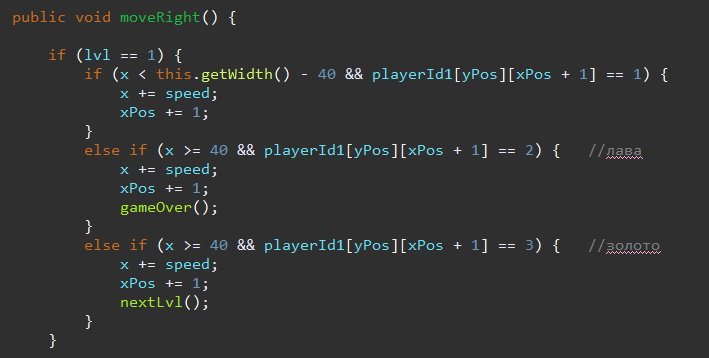 public void moveRight() {
if (lvl == 1) {
if (x < this.getWidth() - 40 && playerId1[yPos][xPos + 1] == 1) {
x += speed;
xPos += 1;
}
else if (x >= 40 && playerId1[yPos][xPos + 1] == 2) {   //лава
x += speed;
xPos += 1;
gameOver();
}
else if (x >= 40 && playerId1[yPos][xPos + 1] == 3) {   //золото
x += speed;
xPos += 1;
nextLvl();
}
}